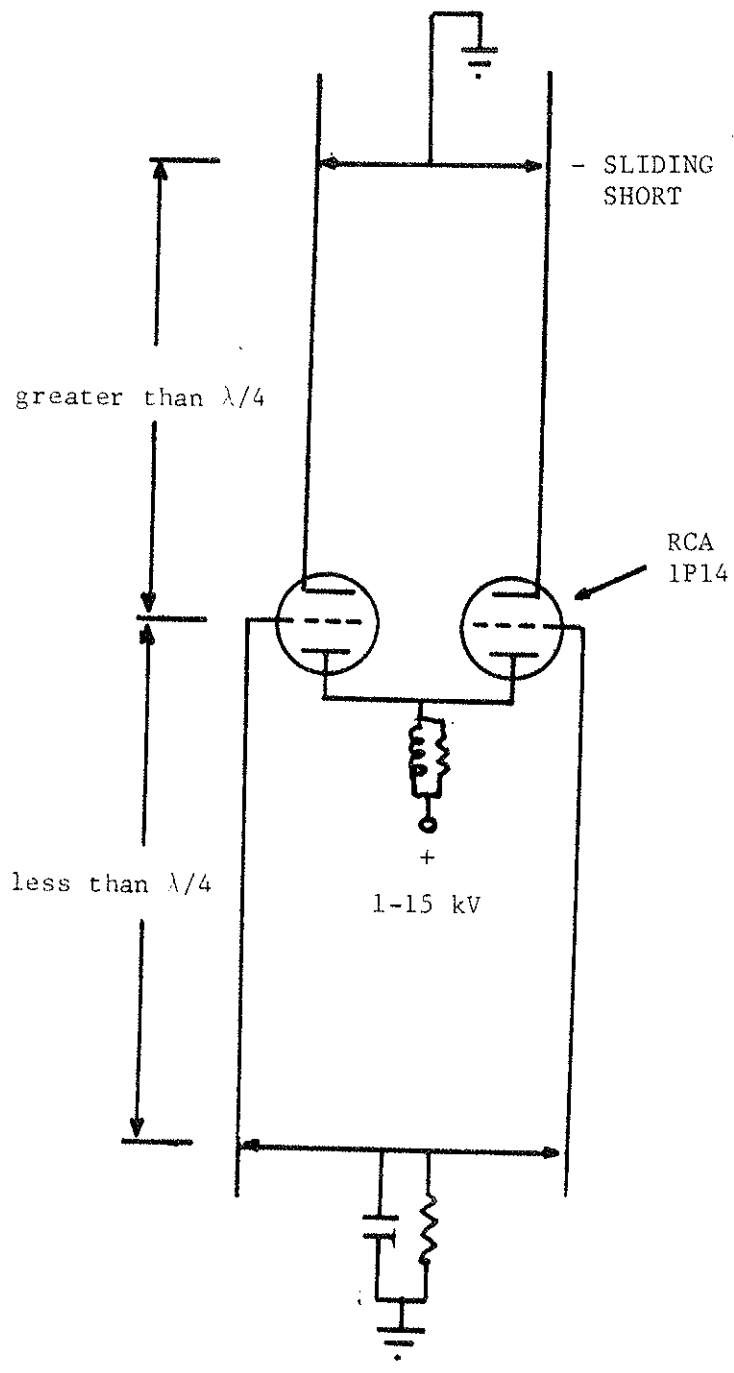 - SLIDING
SHORT
greater than λ/4
RCA
1P14
less than λ/4
+
1-15 kV